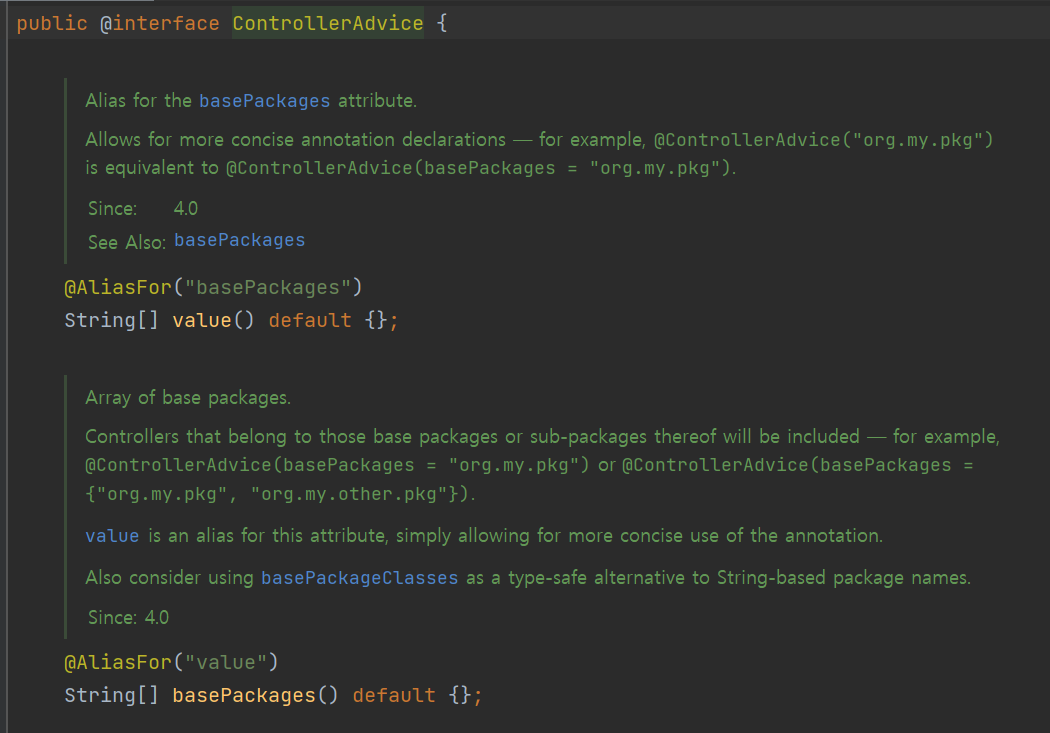 public @interface ControllerAdvice {
Alias for the basePackages attribute.
Allows for more concise annotation declarations — for example, @ControllerAdvice("org.my.pkg")
is equivalent to @ControllerAdvice(basePackages = "org.my.pkg").
Since: 4.0
See Also: basePackages
@AliasFor("basePackages")
String[] value() default {};
Array of base packages.
Controllers that belong to those base packages or sub-packages thereof will be included — for example,
@ControllerAdvice(basePackages = "org.my.pkg") or @ControllerAdvice(basePackages =
{"org.my.pkg", "org.my.other.pkg"}).
value is an alias for this attribute, simply allowing for more concise use of the annotation.
Also consider using basePackageClasses as a type-safe alternative to String-based package names.
Since: 4.0
@AliasFor("value")
String[] basePackages() default {};